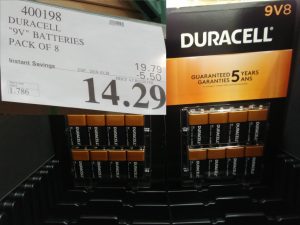 400198
DURACELL
"9V" BATTERIES
PACK OF 8
Instant Savings
19.79
5.50
1.786
14.29
9V8
DURACELL
GUARANTEED 5 YEARS
GARANTIES ANS